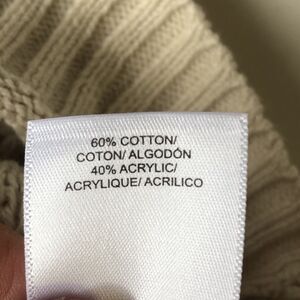 60% COTTON/
COTON/ ALGODÓN
40% ACRYLIC/
ACRYLIQUE/ ACRILICO